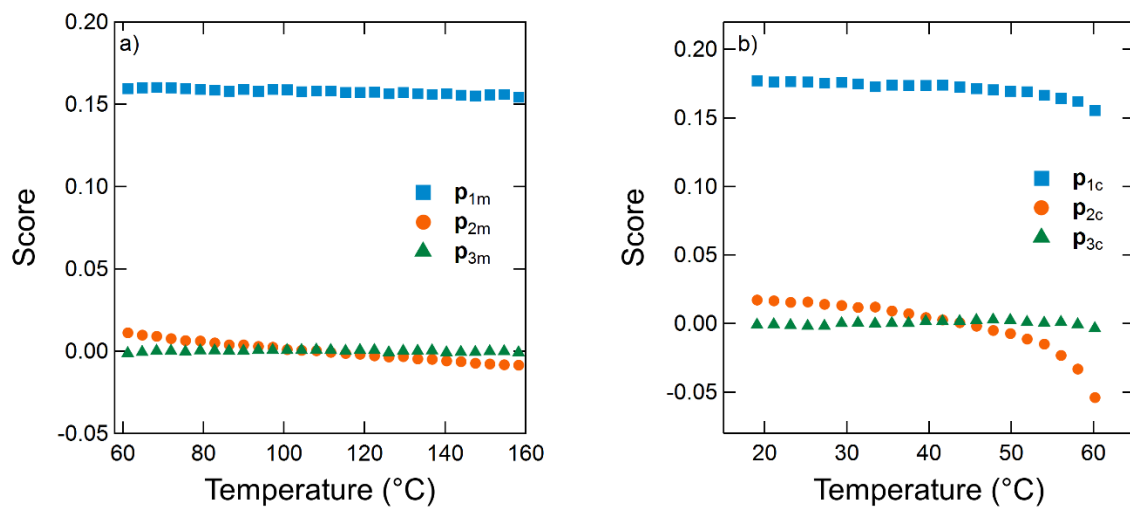 a)
Score
0.20
0.15
0.10
0.05
0.00
-0.05
p1m
p2m
p3m
60 80 100 120 140 160
Temperature (°C)
b)
Score
0.20
0.15
0.10
0.05
0.00
-0.05
p1c
p2c
p3c
20 30 40 50 60
Temperature (°C)